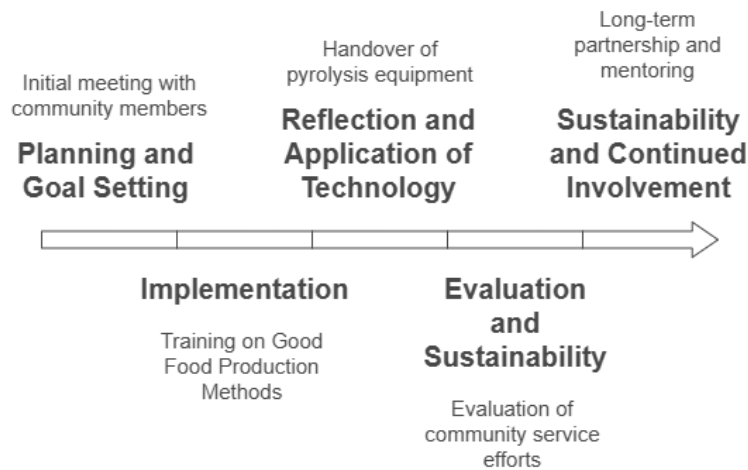 Initial meeting with
community members
Planning and
Goal Setting
Implementation
Training on Good
Food Production
Methods
Handover of
pyrolysis equipment
Reflection and
Application of
Technology
Evaluation
and
Sustainability
Evaluation of
community service
efforts
Long-term
partnership and
mentoring
Sustainability
and Continued
Involvement